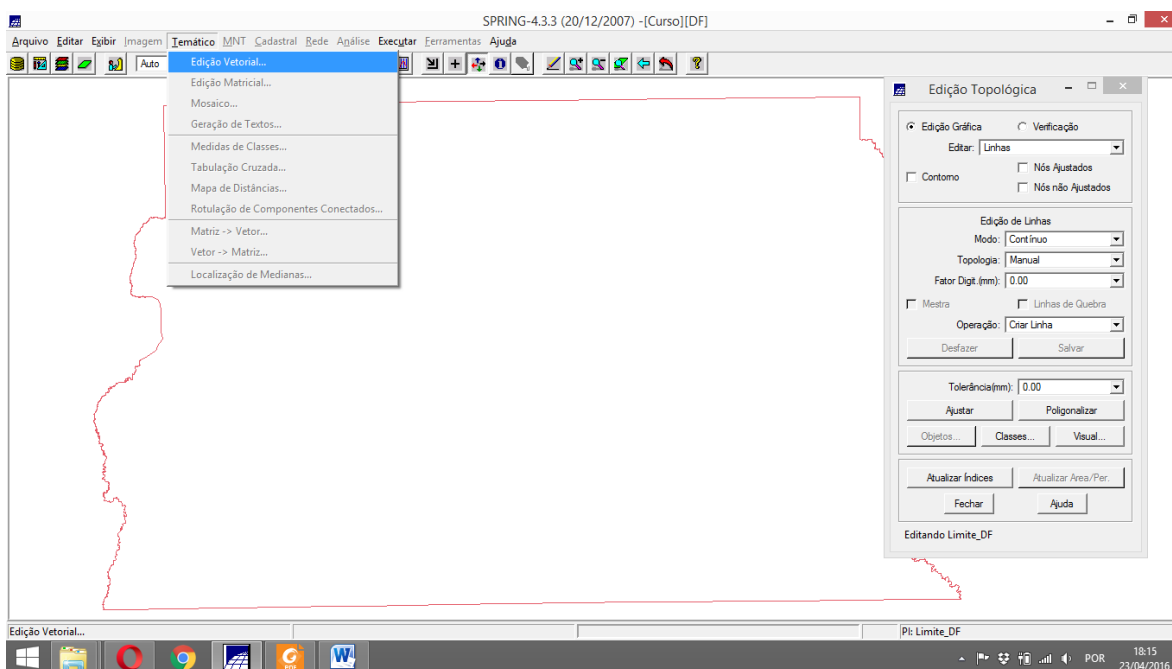 SPRING-4.3.3 (20/12/2007) -[Curso][DF]
Arquivo Editar Exibir Imagem Temático MNT Cadastral Rede Análise Executar Ferramentas Ajuda
Auto
Edição Vetorial...
Edição Matricial...
Mosaico...
Geração de Textos...
Medidas de Classes...
Tabulação Cruzada...
Mapa de Distâncias...
Rotulação de Componentes Conectados...
Matriz -> Vetor...
Vetor -> Matriz...
Localização de Medianas...
Edição Topológica
Edição Gráfica Verificação
Editar: Linhas
Contorno
Nós Ajustados
Nós não Ajustados
Edição de Linhas
Modo: Contínuo
Topologia: Manual
Fator Digit.(mm): 0.00
Mestra Linhas de Quebra
Operação: Criar Linha
Desfazer Salvar
Tolerância(mm): 0.00
Ajustar Poligonalizar
Objetos... Classes... Visual...
Atualizar Índices Atualizar Area/Per.
Fechar Ajuda
Editando Limite_DF
Edição Vetorial...
PI: Limite_DF
POR
18:15
23/04/2016